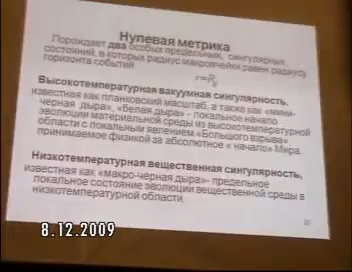 Нулевая метрика
Порождает два особых предельных, сингулярных,
состояний, в которых радиус макроячейки равен радиусу
горизонта событий
r=Rg
Высокотемпературная вакуумная сингулярность,
известная как планковский масштаб, а также как «мини-
черная дыра», «белая дыра» - локальное начало
эволюции материальной среды из высокотемпературной
области с локальным явлением «Большого взрыва»
принимаемое физикой за абсолютное « начало» Мира.
Низкотемпературная вещественная сингулярность,
известная как «макро-черная дыра»- предельное
локальное состояние эволюции вещественной среды в
низкотемпературной области.
8.12.2009